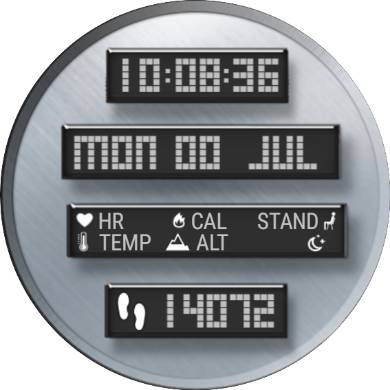 10:08:36
MON 00 JUL
HR CAL STAND
TEMP ALT
14072